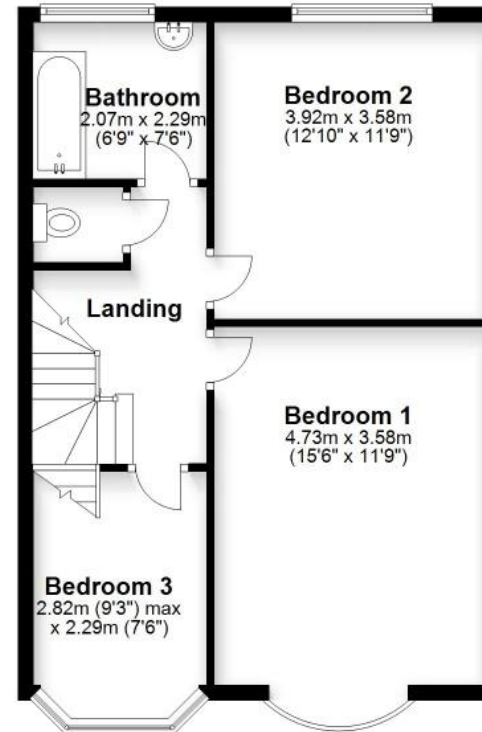 Bathroom
2.07m x 2.29m
(6'9" x 7'6")
Bedroom 2
3.92m x 3.58m
(12'10" x 11'9")
Landing
Bedroom 1
4.73m x 3.58m
(15'6" x 11'9")
Bedroom 3
2.82m (9'3") max
x 2.29m (7'6")